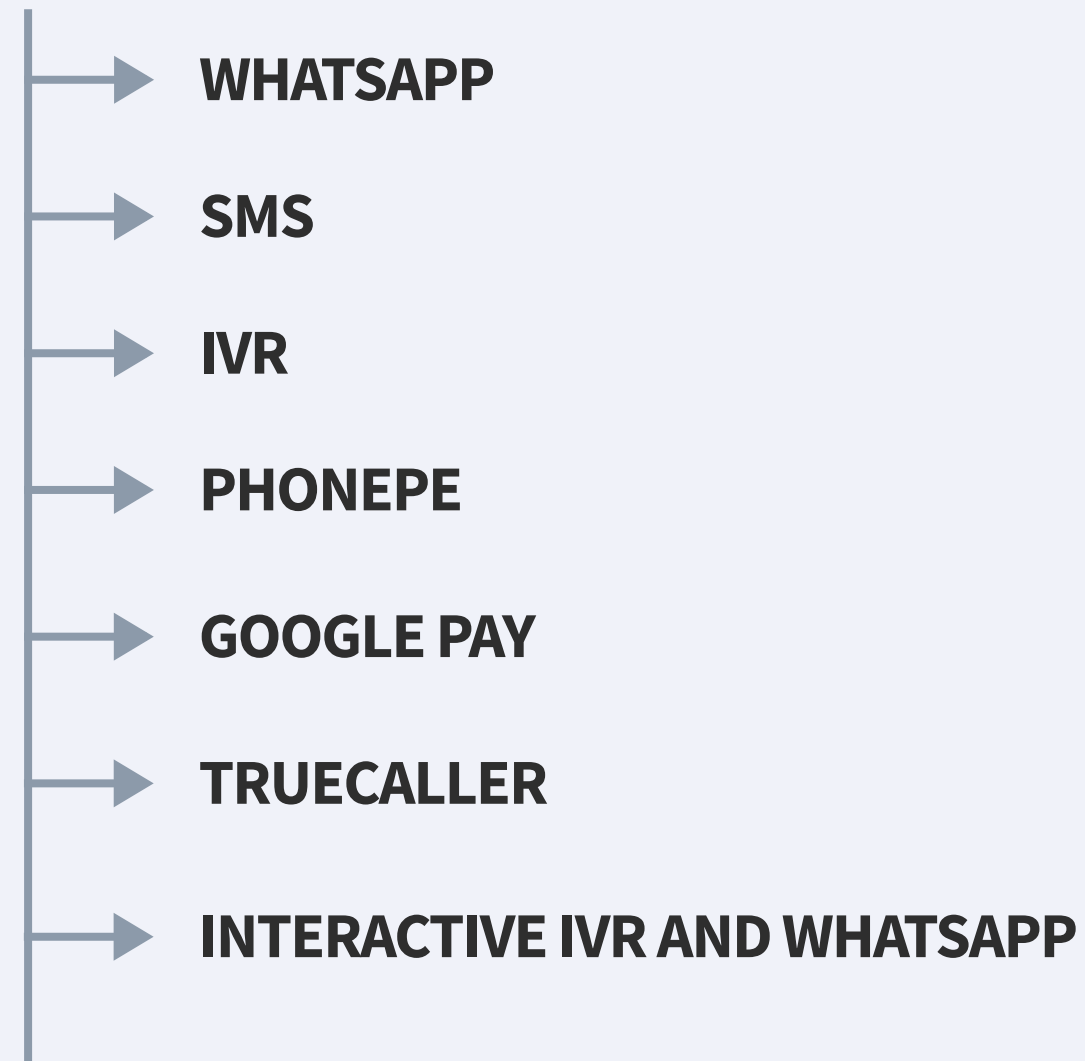 WHATSAPP
SMS
IVR
PHONEPE
GOOGLE PAY
TRUECALLER
INTERACTIVE IVR AND WHATSAPP